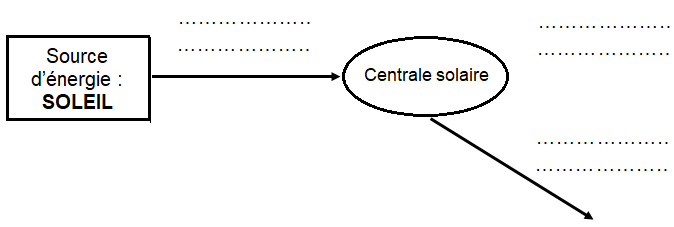 ………………..
………………..
………………..
………………..
Source
d’énergie :
SOLEIL
Centrale solaire
………………..
………………..